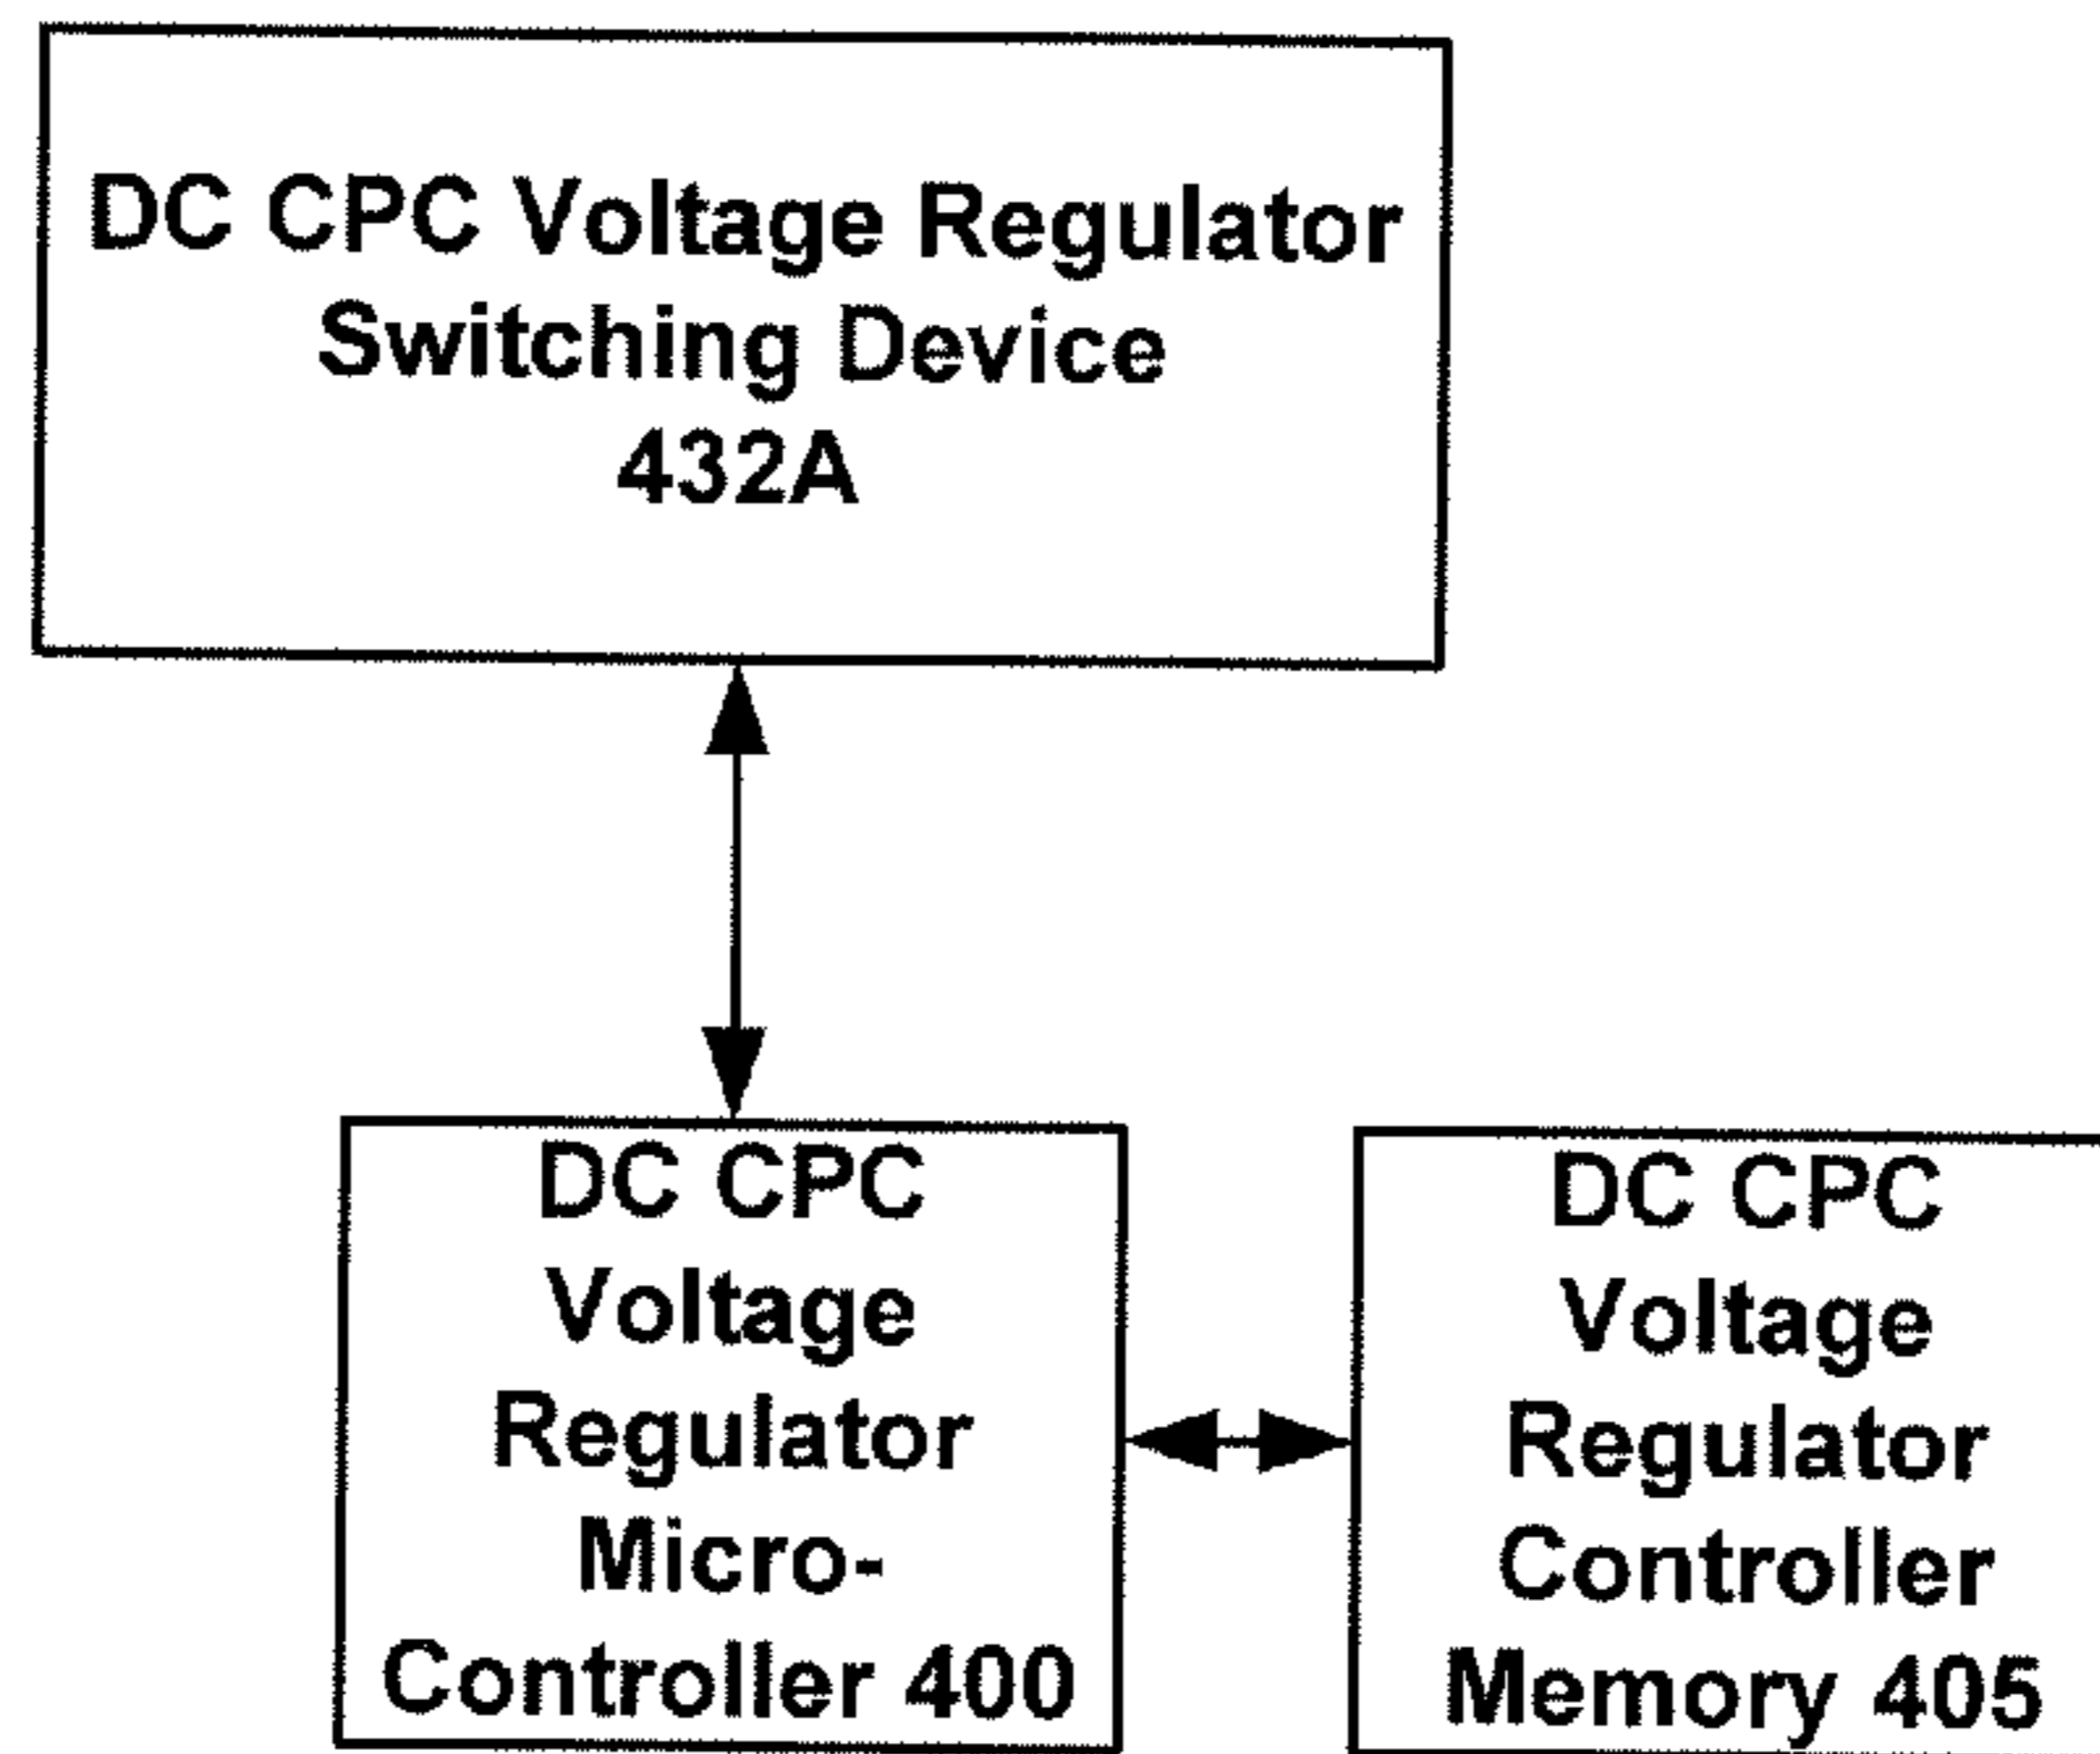 DC CPC Voltage Regulator
Switching Device
432A
DC CPC
Voltage
Regulator
Micro-
Controller 400
DC CPC
Voltage
Regulator
Controller
Memory 405